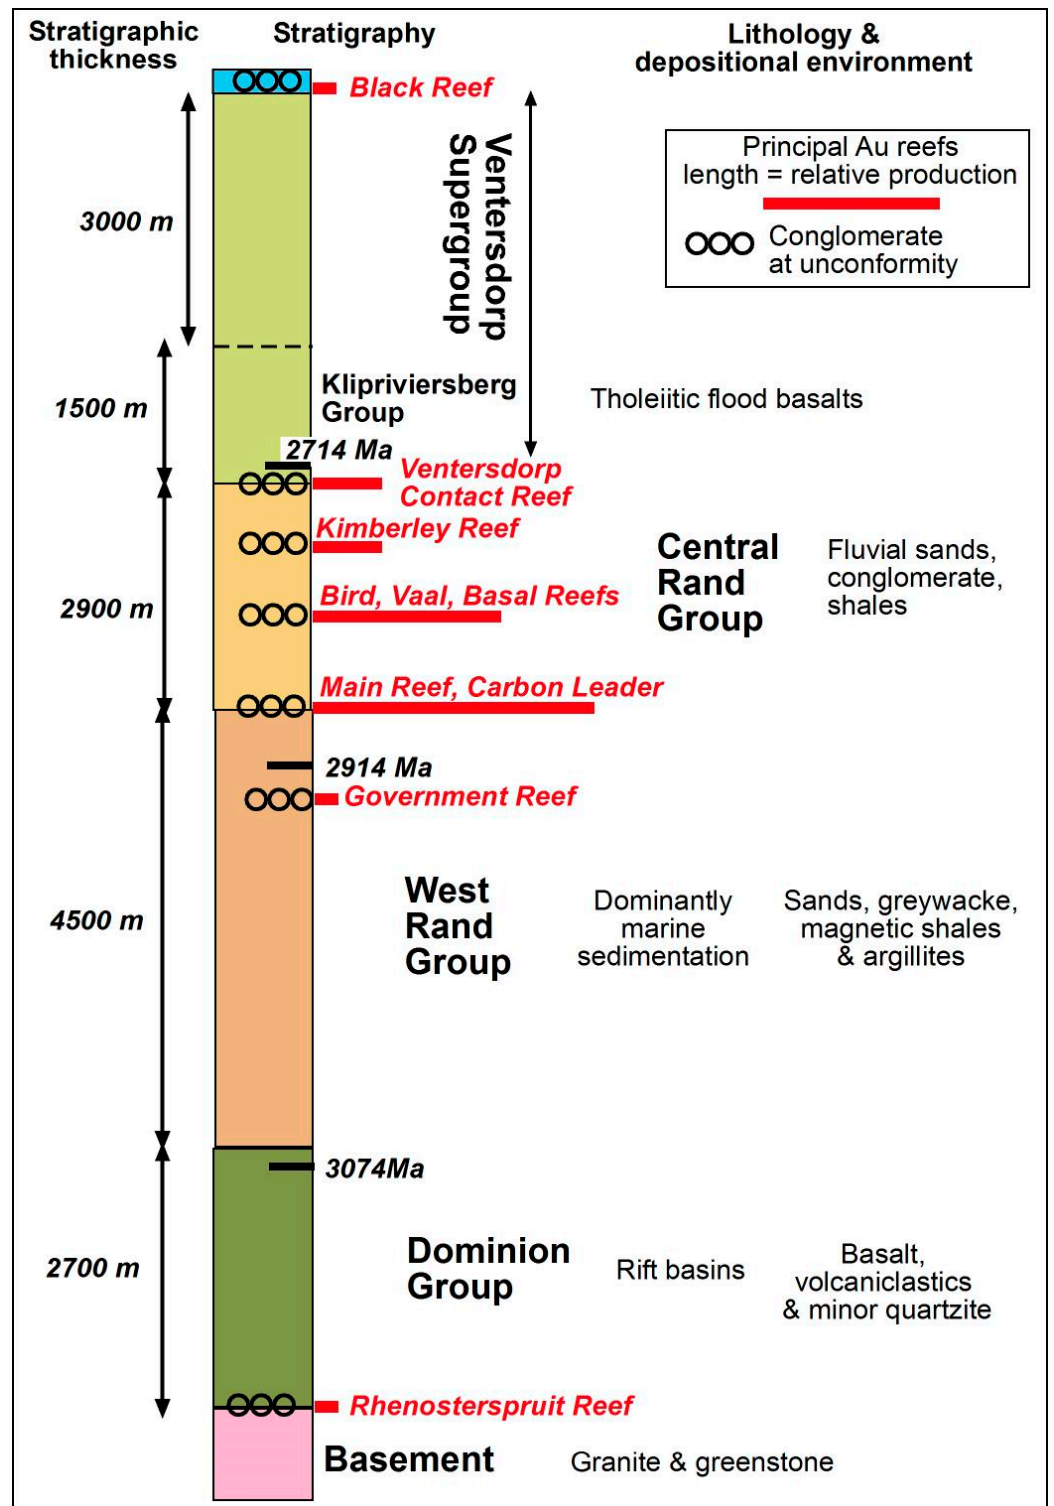 Stratigraphic
thickness
Stratigraphy
Lithology &
depositional environment
Black Reef
Principal Au reefs
length = relative production
Conglomerate
at unconformity
Ventersdorp
Supergroup
3000 m
1500 m
Klipriviersberg
Group
Tholeiitic flood basalts
2714 Ma
Ventersdorp
Contact Reef
Kimberley Reef
2900 m
Bird, Vaal, Basal Reefs
Central
Rand
Group
Fluvial sands,
conglomerate,
shales
Main Reef, Carbon Leader
2914 Ma
Government Reef
4500 m
West
Rand
Group
Dominantly
marine
sedimentation
Sands, greywacke,
magnetic shales
& argillites
3074Ma
2700 m
Dominion
Group
Rift basins
Basalt,
volcaniclastics
& minor quartzite
Rhenosterspruit Reef
Basement
Granite & greenstone